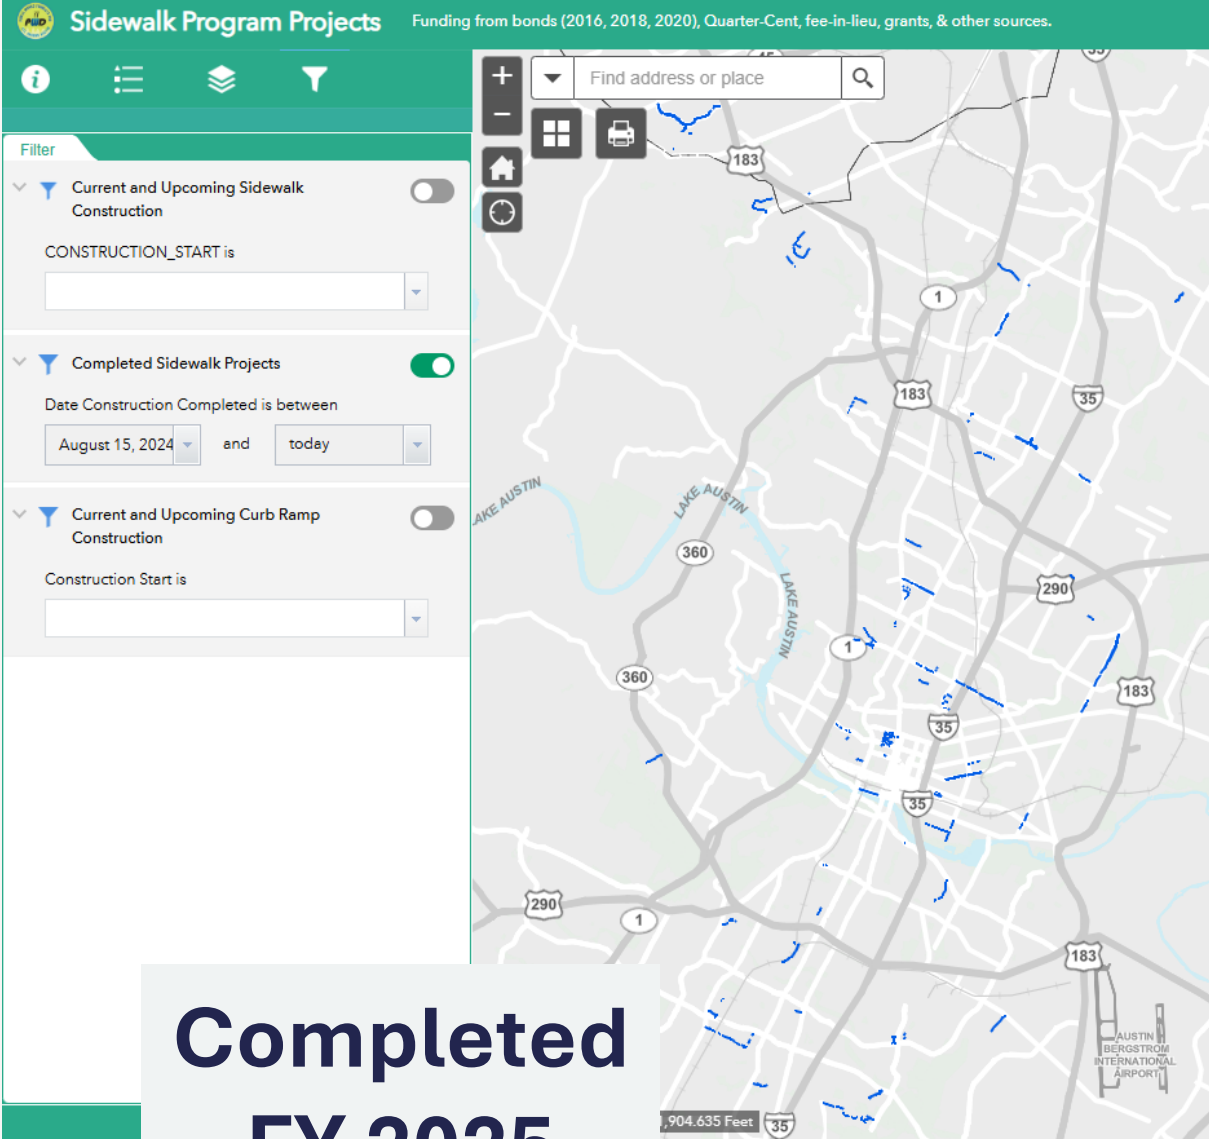 Sidewalk Program Projects
Funding from bonds (2016, 2018, 2020), Quarter-Cent, fee-in-lieu, grants, & other sources.
Filter
Current and Upcoming Sidewalk
Construction
CONSTRUCTION_START is
Completed Sidewalk Projects
Date Construction Completed is between
August 15, 2024
and
today
Current and Upcoming Curb Ramp
Construction
Construction Start is
Find address or place
183
1
183
35
LAKE AUSTIN
LAKE AUSTIN
360
LAKE AUSTIN
290
1
360
183
35
35
290
1
183
AUSTIN
BERGSTROM
INTERNATIONAL
AIRPORT
,904.635 Feet
35
Completed
FY 2025